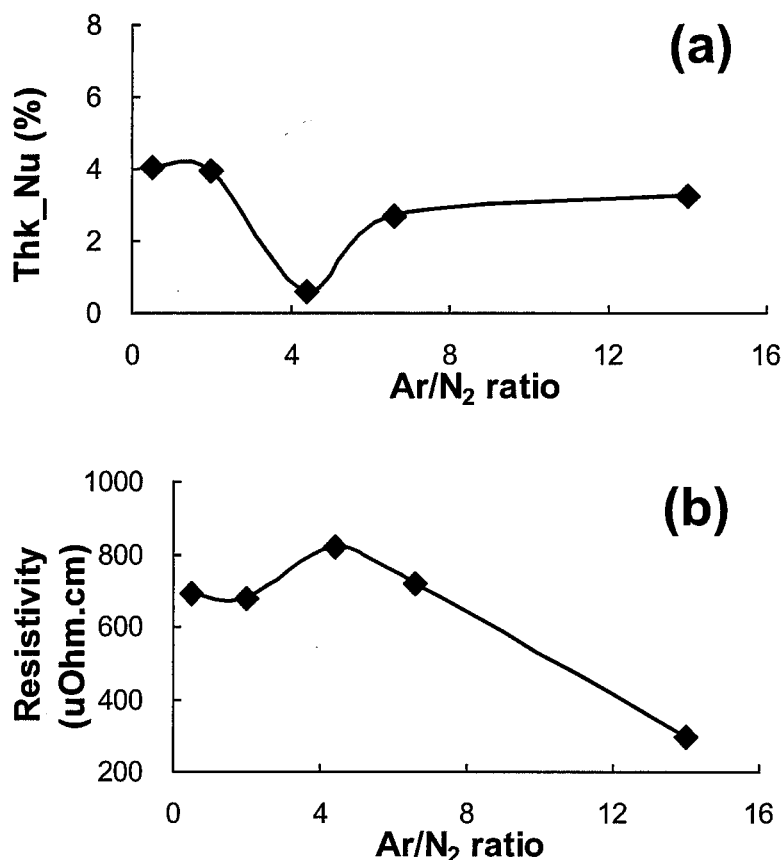 (a)
Thk_Nu (%)
8
6
4
2
0
0 4 8 12 16
Ar/N₂ ratio
(b)
Resistivity
(uOhm.cm)
1000
800
600
400
200
0 4 8 12 16
Ar/N₂ ratio